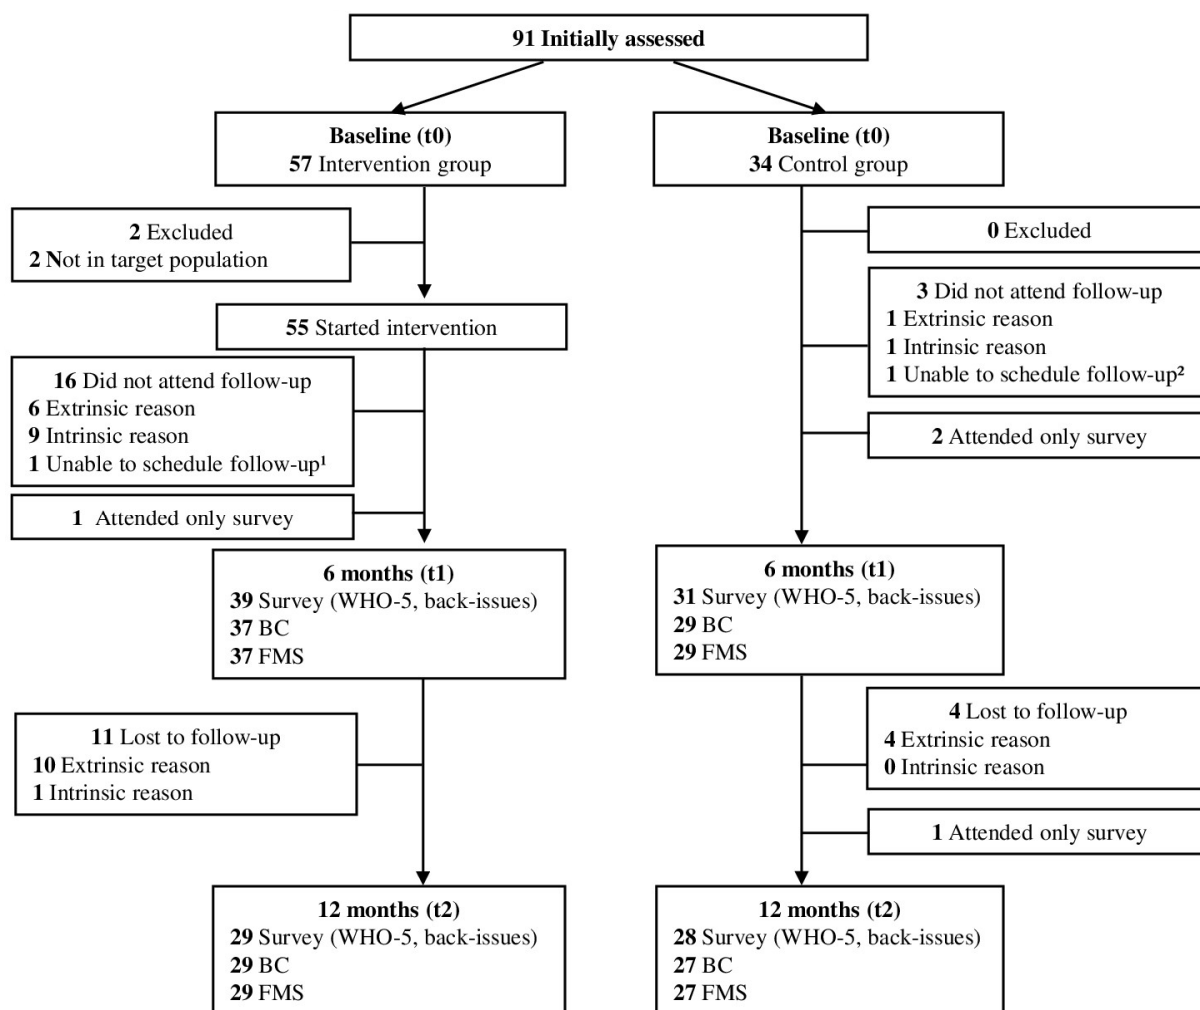 91 Initially assessed
Baseline (t0)
57 Intervention group
Baseline (t0)
34 Control group
2 Excluded
2 Not in target population
0 Excluded
3 Did not attend follow-up
1 Extrinsic reason
1 Intrinsic reason
1 Unable to schedule follow-up²
55 Started intervention
16 Did not attend follow-up
6 Extrinsic reason
9 Intrinsic reason
1 Unable to schedule follow-up¹
2 Attended only survey
1 Attended only survey
6 months (t1)
39 Survey (WHO-5, back-issues)
37 BC
37 FMS
6 months (t1)
31 Survey (WHO-5, back-issues)
29 BC
29 FMS
11 Lost to follow-up
10 Extrinsic reason
1 Intrinsic reason
4 Lost to follow-up
4 Extrinsic reason
0 Intrinsic reason
1 Attended only survey
12 months (t2)
29 Survey (WHO-5, back-issues)
29 BC
29 FMS
12 months (t2)
28 Survey (WHO-5, back-issues)
27 BC
27 FMS